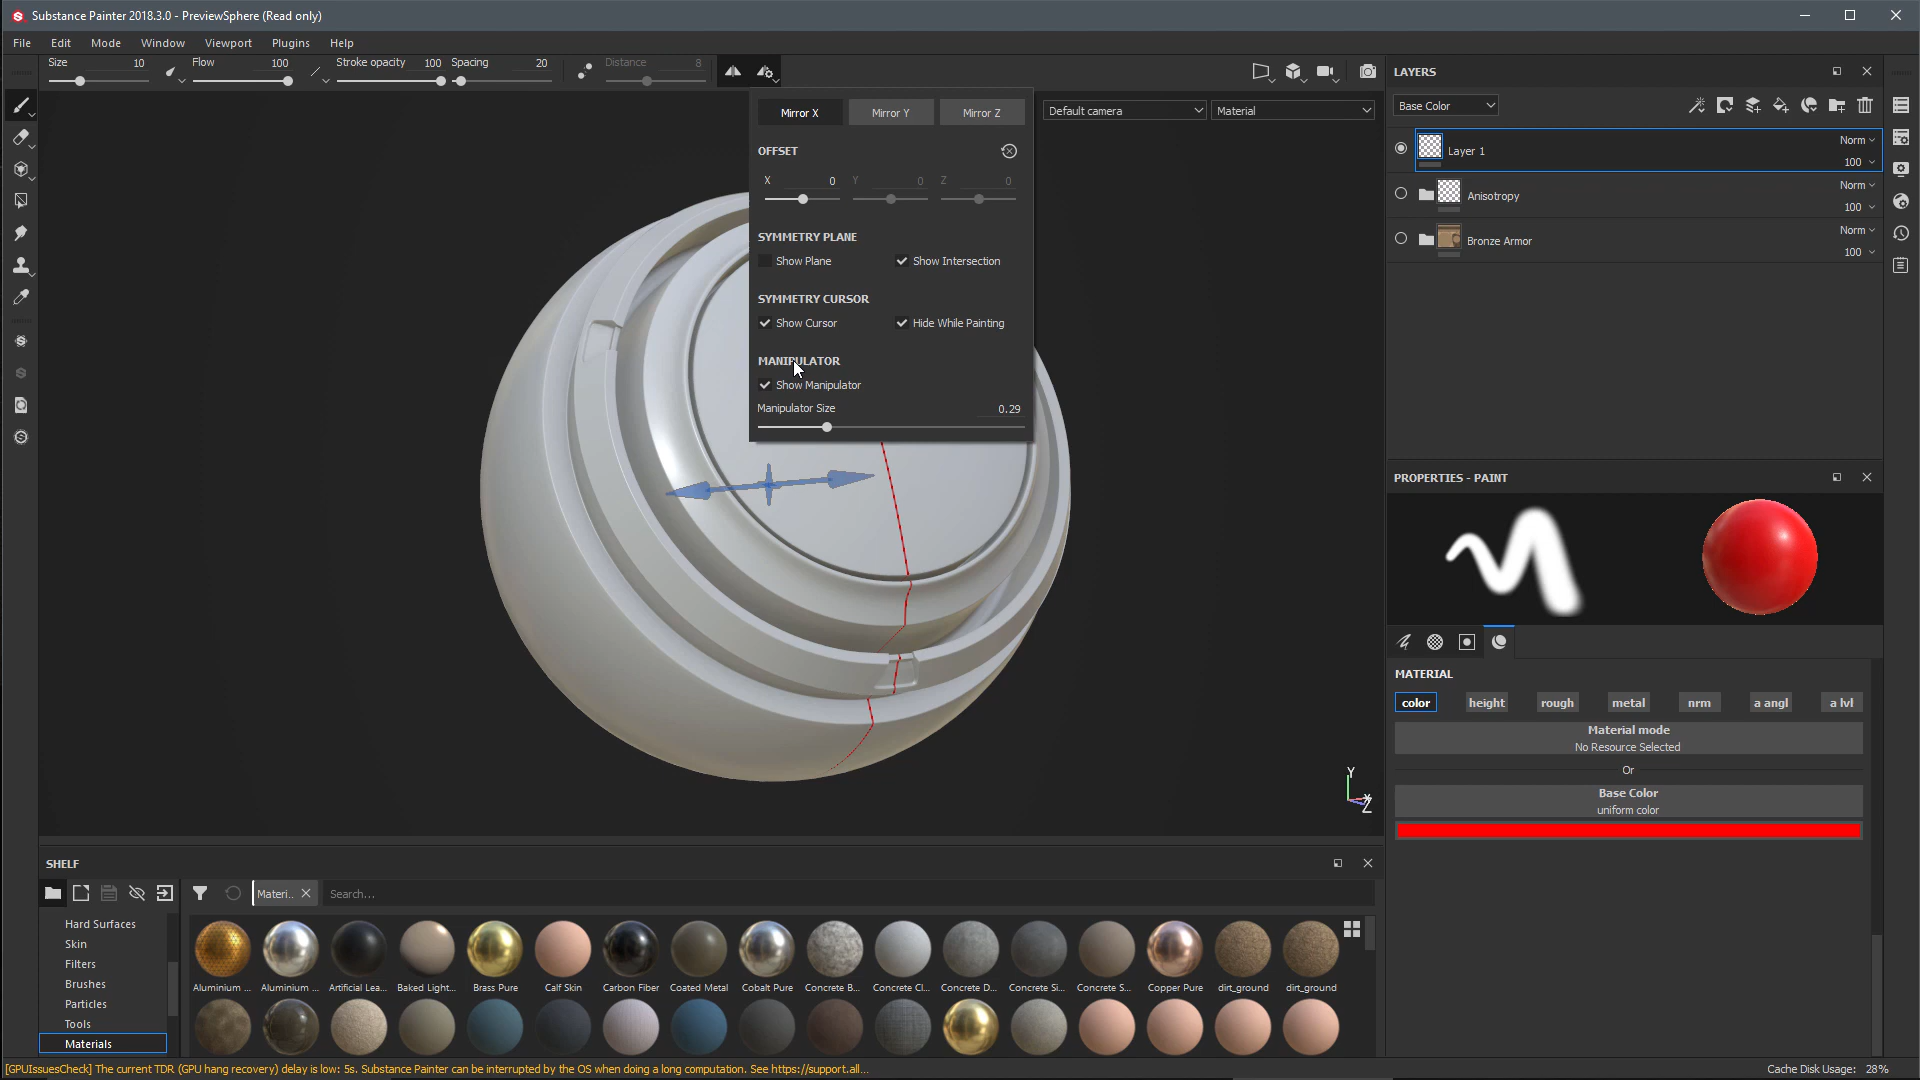 Substance Painter 2018.3.0 - PreviewSphere (Read only)
File Edit Mode Window Viewport Plugins Help
Size 10 Flow 100 Stroke opacity 100 Spacing 20 Distance 8
Mirror X Mirror Y Mirror Z
OFFSET
X 0 Y 0 Z 0
SYMMETRY PLANE
Show Plane Show Intersection
SYMMETRY CURSOR
Show Cursor Hide While Painting
MANIPULATOR
Show Manipulator
Manipulator Size 0.29
Default camera Material
Y
X
Z
LAYERS
Base Color
Layer 1 Norm
100
Anisotropy Norm
100
Bronze Armor Norm
100
PROPERTIES - PAINT
MATERIAL
color height rough metal nrm a angl a lvl
Material mode
No Resource Selected
Or
Base Color
uniform color
SHELF
Materi.. Search...
Hard Surfaces
Skin
Filters
Brushes
Particles
Tools
Materials
Aluminium ... Aluminium ... Artificial Lea... Baked Light... Brass Pure Calf Skin Carbon Fiber Coated Metal Cobalt Pure Concrete B... Concrete Cl... Concrete D... Concrete Si... Concrete S... Copper Pure dirt_ground dirt_ground
[GPUIssuesCheck] The current TDR (GPU hang recovery) delay is low: 5s. Substance Painter can be interrupted by the OS when doing a long computation. See https://support.all...
Cache Disk Usage: 28%